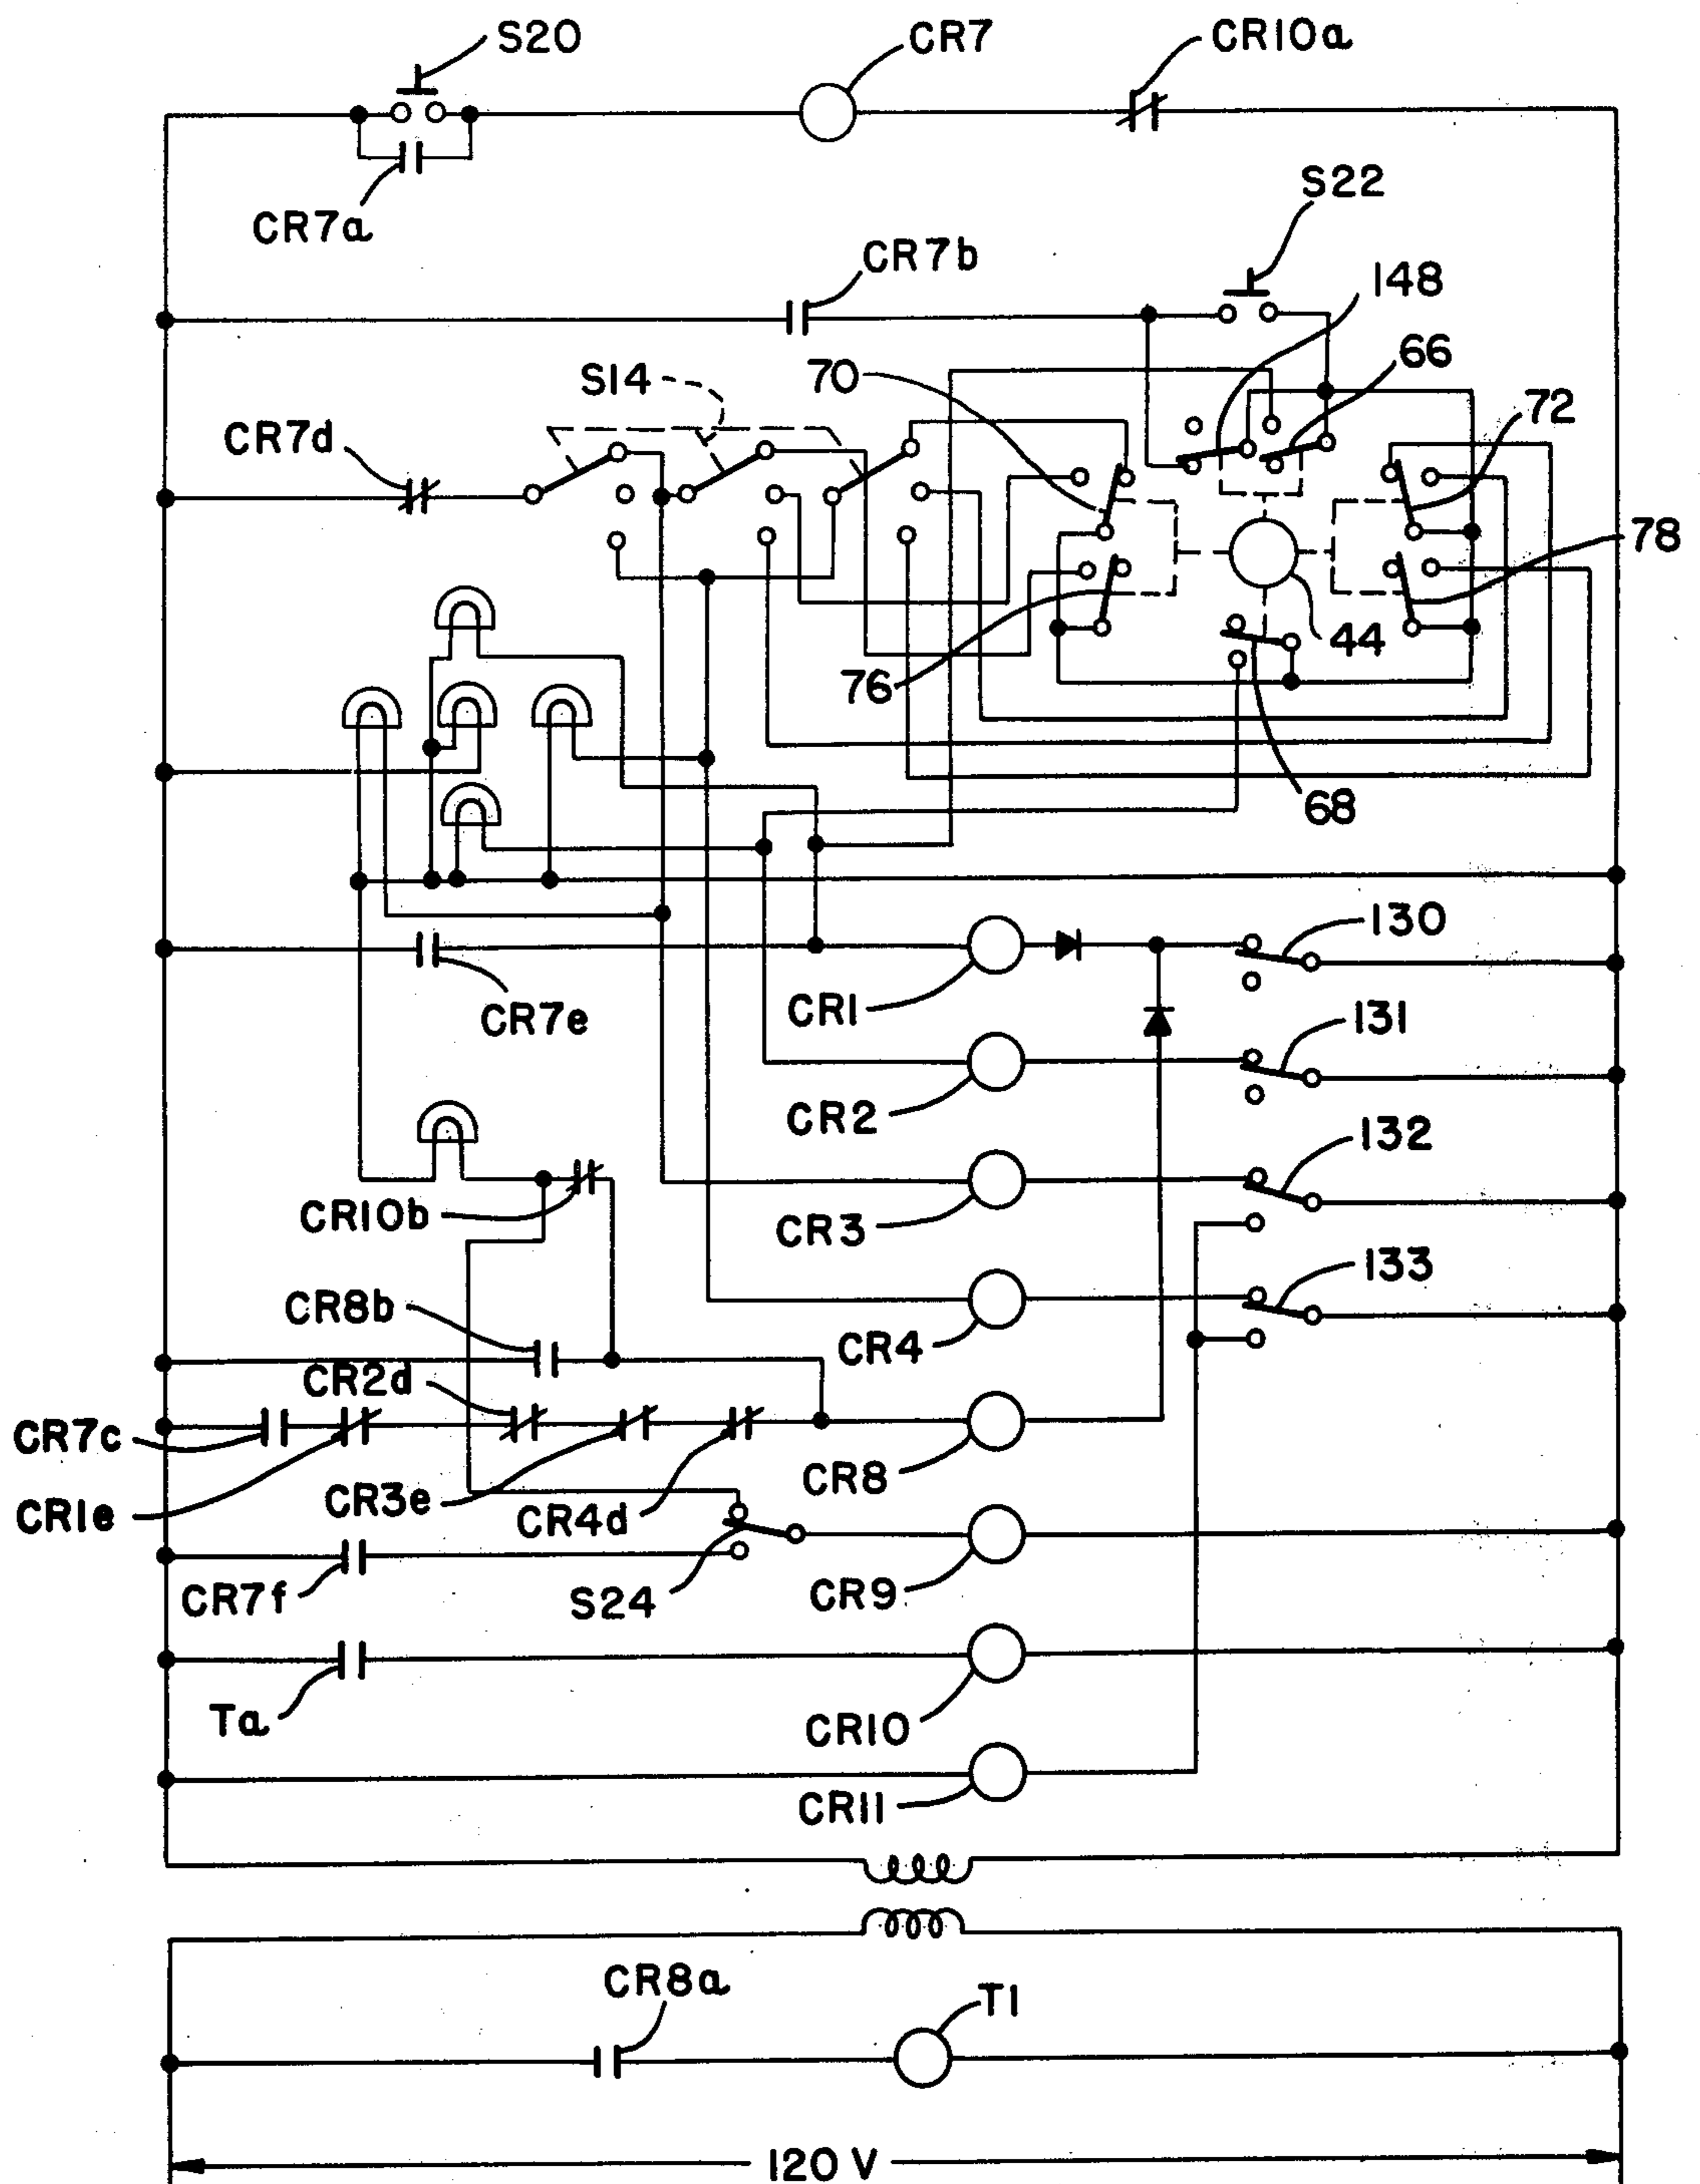 S20
CR7
CR10a
CR7a
S22
CR7b
148
66
S14
70
72
CR7d
78
44
76
68
130
CR7e
CR1
131
CR2
132
CR10b
CR3
133
CR8b
CR4
CR2d
CR7c
CR8
CR1e
CR3e
CR4d
CR7f
S24
CR9
Ta
CR10
CR11
CR8a
T1
120 V